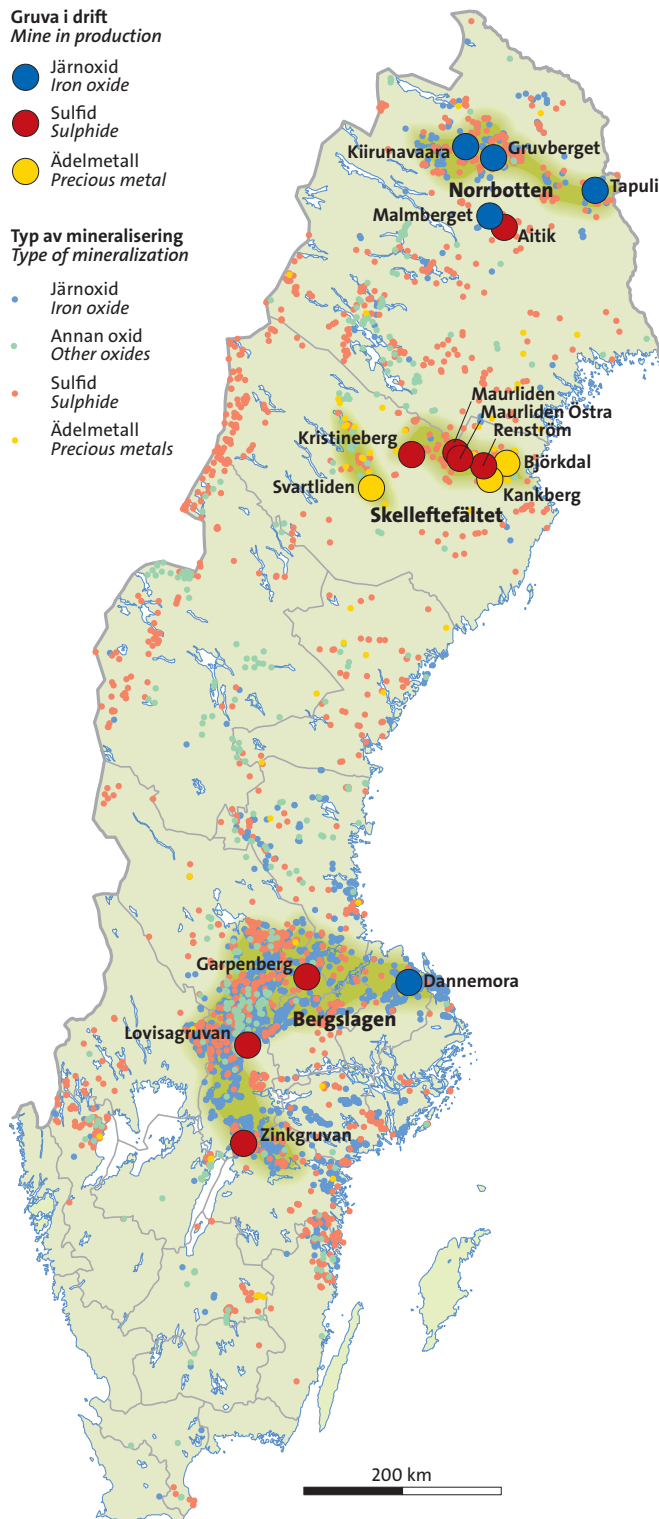 Gruva i drift
Mine in production
Järnoxid
Iron oxide
Sulfid
Sulphide
Ädelmetall
Precious metal
Typ av mineralisering
Type of mineralization
Järnoxid
Iron oxide
Annan oxid
Other oxides
Sulfid
Sulphide
Ädelmetall
Precious metals
Kiirunavaara
Gruvberget
Norrbotten
Tapuli
Malmberget
Aitik
Maurliden
Maurliden Östra
Renström
Kristineberg
Björkdal
Svartliden
Kankberg
Skelleftefältet
Garpenberg
Dannemora
Bergslagen
Lovisagruvan
Zinkgruvan
200 km